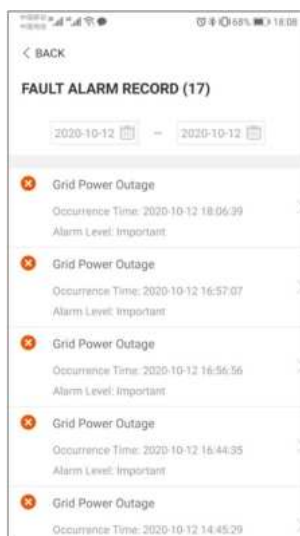 68% 18:08
< BACK
FAULT ALARM RECORD (17)
2020-10-12 – 2020-10-12
Grid Power Outage
Occurrence Time: 2020-10-12 18:06:39
Alarm Level: Important
Grid Power Outage
Occurrence Time: 2020-10-12 16:57:07
Alarm Level: Important
Grid Power Outage
Occurrence Time: 2020-10-12 16:56:56
Alarm Level: Important
Grid Power Outage
Occurrence Time: 2020-10-12 16:44:35
Alarm Level: Important
Grid Power Outage
Occurrence Time: 2020-10-12 14:45:29